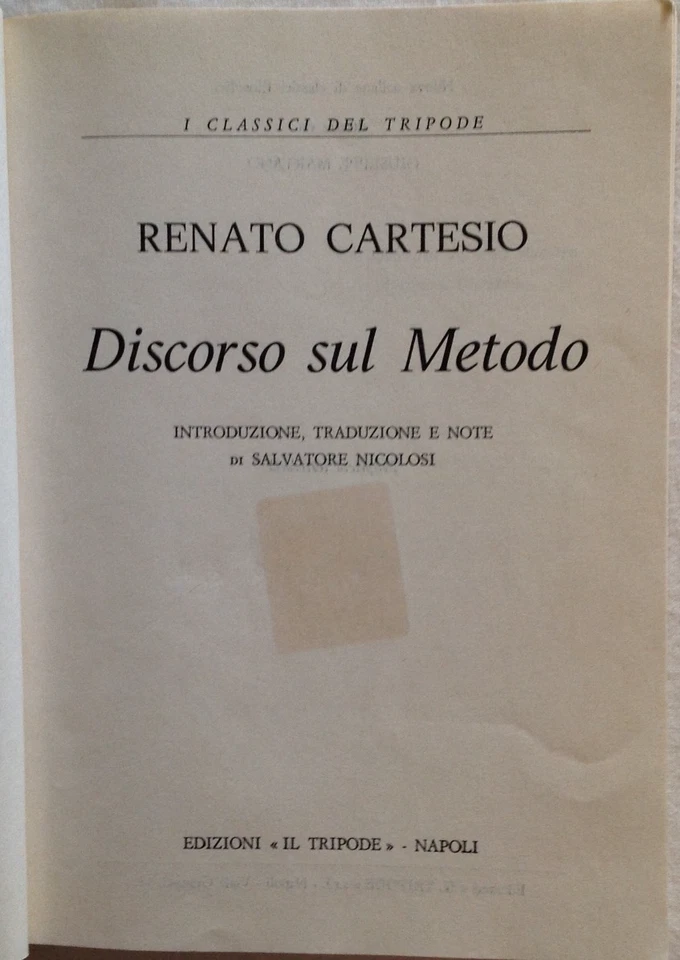 I CLASSICI DEL TRIPODE
RENATO CARTESIO
Discorso sul Metodo
INTRODUZIONE, TRADUZIONE E NOTE
DI SALVATORE NICOLOSI
EDIZIONI « IL TRIPODE » - NAPOLI